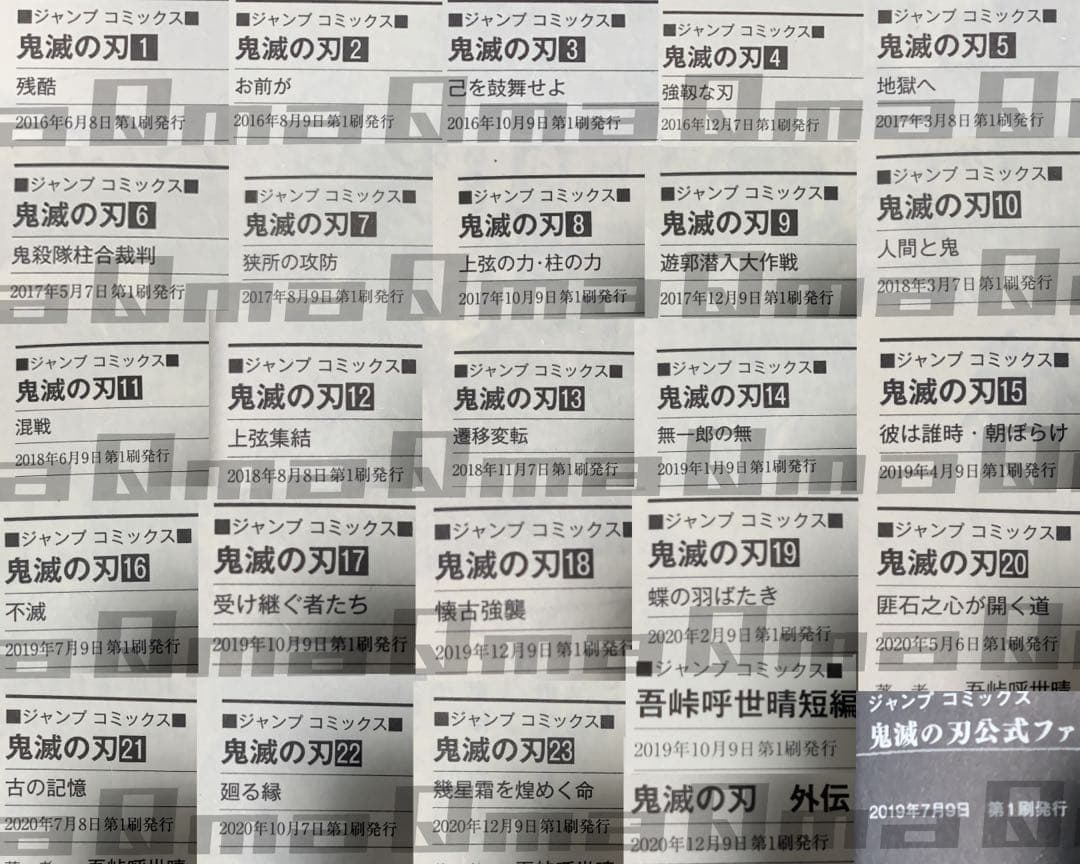 ■ジャンプ コミックス■
鬼滅の刃1
残酷
2016年6月8日第1刷発行
■ジャンプ コミックス■
鬼滅の刃2
お前が
2016年8月9日第1刷発行
■ジャンプ コミックス■
鬼滅の刃3
己を鼓舞せよ
2016年10月9日第1刷発行
■ジャンプ コミックス■
鬼滅の刃4
強靱な刃
2016年12月7日第1刷発行
■ジャンプ コミックス■
鬼滅の刃5
地獄へ
2017年3月8日第1刷発行
■ジャンプ コミックス■
鬼滅の刃6
鬼殺隊柱合裁判
2017年5月7日第1刷発行
■ジャンプ コミックス■
鬼滅の刃7
狭所の攻防
2017年8月9日第1刷発行
■ジャンプ コミックス■
鬼滅の刃8
上弦の力・柱の力
2017年10月9日第1刷発行
■ジャンプ コミックス■
鬼滅の刃9
遊郭潜入大作戦
2017年12月9日第1刷発行
■ジャンプ コミックス■
鬼滅の刃10
人間と鬼
2018年3月7日第1刷発行
■ジャンプ コミックス■
鬼滅の刃11
混戦
2018年6月9日第1刷発行
■ジャンプ コミックス■
鬼滅の刃12
上弦集結
2018年8月8日第1刷発行
■ジャンプ コミックス■
鬼滅の刃13
遷移変転
2018年11月7日第1刷発行
■ジャンプ コミックス■
鬼滅の刃14
無一郎の無
2019年1月9日第1刷発行
■ジャンプ コミックス■
鬼滅の刃15
彼は誰時・朝ぼらけ
2019年4月9日第1刷発行
■ジャンプ コミックス■
鬼滅の刃16
不滅
2019年7月9日第1刷発行
■ジャンプ コミックス■
鬼滅の刃17
受け継ぐ者たち
2019年10月9日第1刷発行
■ジャンプ コミックス■
鬼滅の刃18
懐古強襲
2019年12月9日第1刷発行
■ジャンプ コミックス■
鬼滅の刃19
蝶の羽ばたき
2020年2月9日第1刷発行
■ジャンプ コミックス■
鬼滅の刃20
匪石之心が開く道
2020年5月6日第1刷発行
著 者 吾峠呼世晴
■ジャンプ コミックス■
鬼滅の刃21
古の記憶
2020年7月8日第1刷発行
著 者 吾峠呼世晴
■ジャンプ コミックス■
鬼滅の刃22
廻る縁
2020年10月7日第1刷発行
■ジャンプ コミックス■
鬼滅の刃23
幾星霜を煌めく命
2020年12月9日第1刷発行
著 者 吾峠呼世晴
■ジャンプ コミックス■
吾峠呼世晴短編
2019年10月9日第1刷発行
鬼滅の刃 外伝
2020年12月9日第1刷発行
ジャンプ コミックス
鬼滅の刃公式ファ
2019年7月9日 第1刷発行